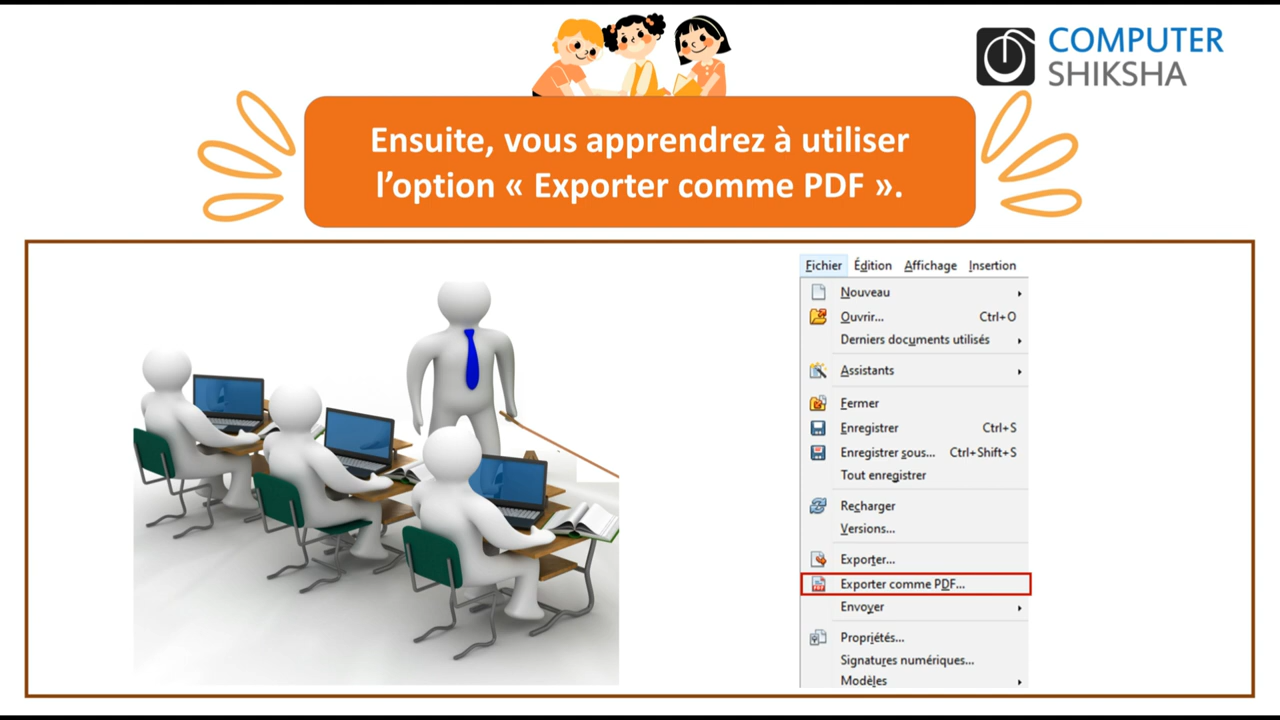 COMPUTER
SHIKSHA
Ensuite, vous apprendrez à utiliser
l’option « Exporter comme PDF ».
Fichier Édition Affichage Insertion
Nouveau
Ouvrir... Ctrl+O
Derniers documents utilisés
Assistants
Fermer
Enregistrer Ctrl+S
Enregistrer sous... Ctrl+Shift+S
Tout enregistrer
Recharger
Versions...
Exporter...
Exporter comme PDF...
Envoyer
Propriétés...
Signatures numériques...
Modèles